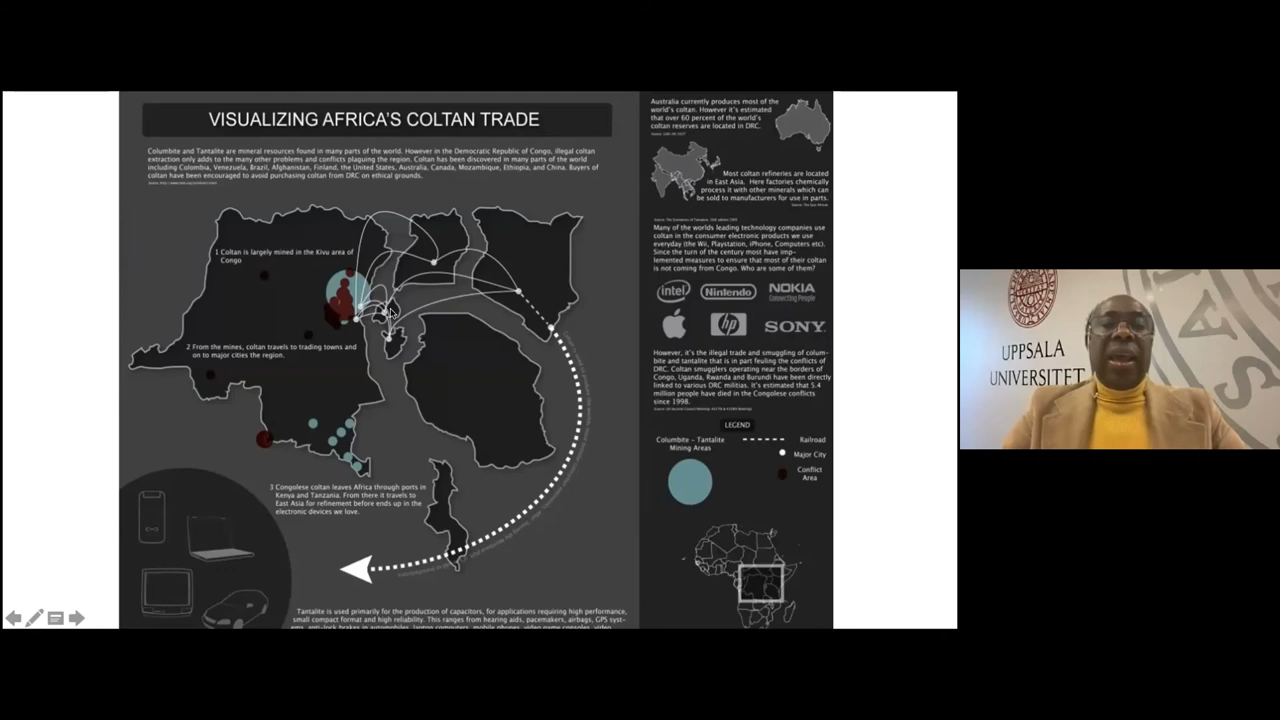 VISUALIZING AFRICA'S COLTAN TRADE
Columbite and Tantalite are mineral resources found in many parts of the world. However in the Democratic Republic of Congo, illegal coltan
extraction only adds to the many other problems and conflicts plaguing the region. Coltan has been discovered in many parts of the world
including Colombia, Venezuela, Brazil, Afghanistan, Finland, the United States, Australia, Canada, Mozambique, Ethiopia, and China. Buyers of
coltan have been encouraged to avoid purchasing coltan from DRC on ethical grounds.
1 Coltan is largely mined in the Kivu area of
Congo
2 From the mines, coltan travels to trading towns and
on to major cities the region.
3 Congolese coltan leaves Africa through ports in
Kenya and Tanzania. From there it travels to
East Asia for refinement before ends up in the
electronic devices we love.
Tantalite is used primarily for the production of capacitors, for applications requiring high performance,
small compact format and high reliability. This ranges from hearing aids, pacemakers, airbags, GPS sys-
Australia currently produces most of the
world's coltan. However it's estimated
that over 60 percent of the world's
coltan reserves are located in DRC.
Most coltan refineries are located
in East Asia. Here factories chemically
process it with other minerals which can
be sold to manufacturers for use in parts.
Many of the worlds leading technology companies use
coltan in the consumer electronic products we use
everyday (the Wii, Playstation, iPhone, Computers etc).
Since the turn of the century most have imp-
lemented measures to ensure that most of their coltan
is not coming from Congo. Who are some of them?
intel Nintendo NOKIA
Connecting People
hp SONY
However, it's the illegal trade and smuggling of colum-
bite and tantalite that is in part fueling the conflicts of
DRC. Coltan smugglers operating near the borders of
Congo, Uganda, Rwanda and Burundi have been directly
linked to various DRC militias. It's estimated that 5.4
million people have died in the Congolese conflicts
since 1998.
LEGEND
Columbite - Tantalite
Mining Areas
Railroad
Major City
Conflict
Area
UPPSALA
UNIVERSITET